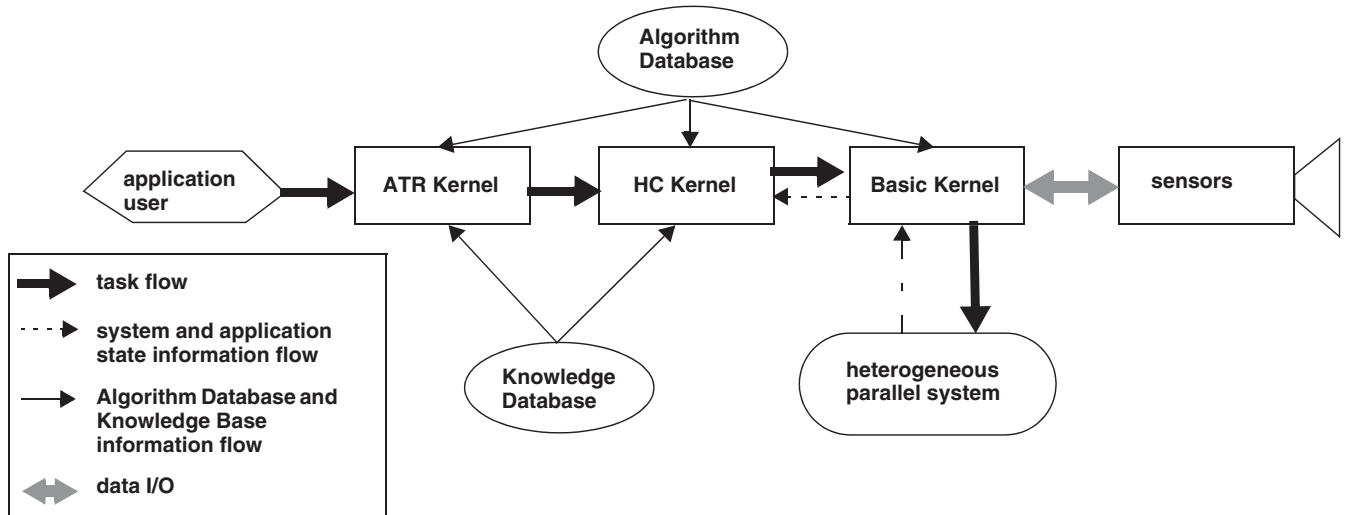 Algorithm
Database
application
user
ATR Kernel
HC Kernel
Basic Kernel
sensors
task flow
system and application
state information flow
Algorithm Database and
Knowledge Base
information flow
data I/O
Knowledge
Database
heterogeneous
parallel system